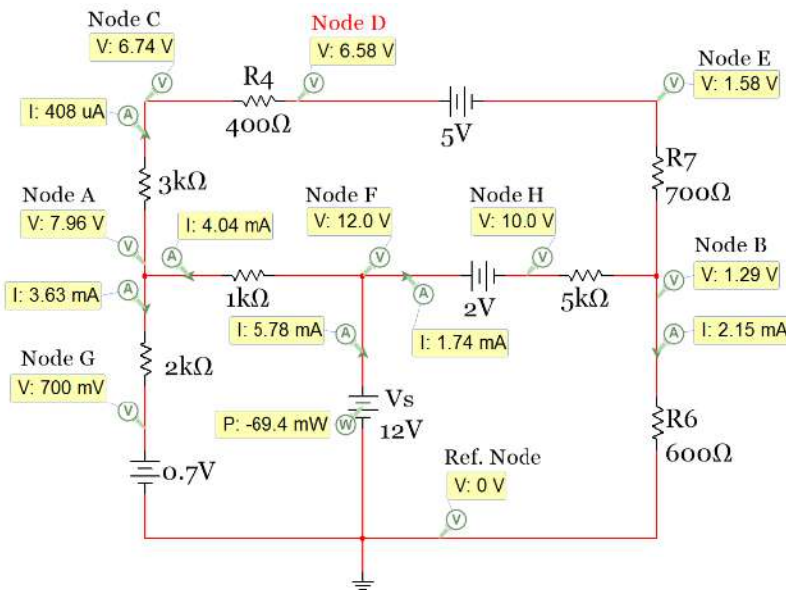 Node C
V: 6.74 V
Node D
V: 6.58 V
Node E
V: 1.58 V
R4
400Ω
5V
I: 408 uA
A
V
V
V
3kΩ
R7
700Ω
Node A
V: 7.96 V
V
I: 4.04 mA
A
Node F
V: 12.0 V
V
Node H
V: 10.0 V
V
Node B
V: 1.29 V
V
I: 3.63 mA
A
1kΩ
2V
5kΩ
A
I: 5.78 mA
A
I: 1.74 mA
I: 2.15 mA
A
Node G
V: 700 mV
V
2kΩ
P: -69.4 mW
W
Vs
12V
R6
600Ω
0.7V
Ref. Node
V: 0 V
V